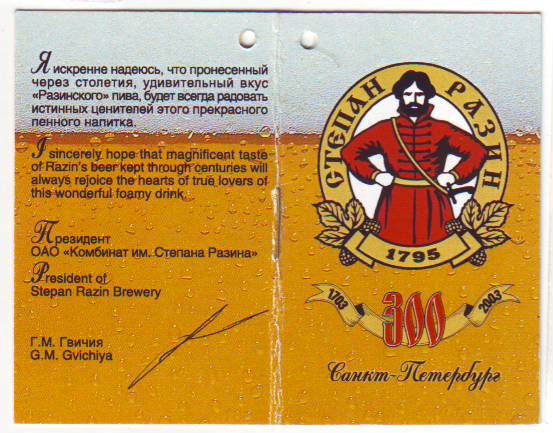 Я искренне надеюсь, что пронесенный
через столетия, удивительный вкус
«Разинского» пива, будет всегда радовать
истинных ценителей этого прекрасного
пенного напитка.
I sincerely hope that magnificent taste
of Razin's beer kept through centuries will
always rejoice the hearts of true lovers of
this wonderful foamy drink.
Президент
ОАО «Комбинат им. Степана Разина»
President of
Stepan Razin Brewery
Г.М. Гвичия
G.M. Gvichiya
СТЕПАН РАЗИН
1795
1703 300 2003
Санкт-Петербург